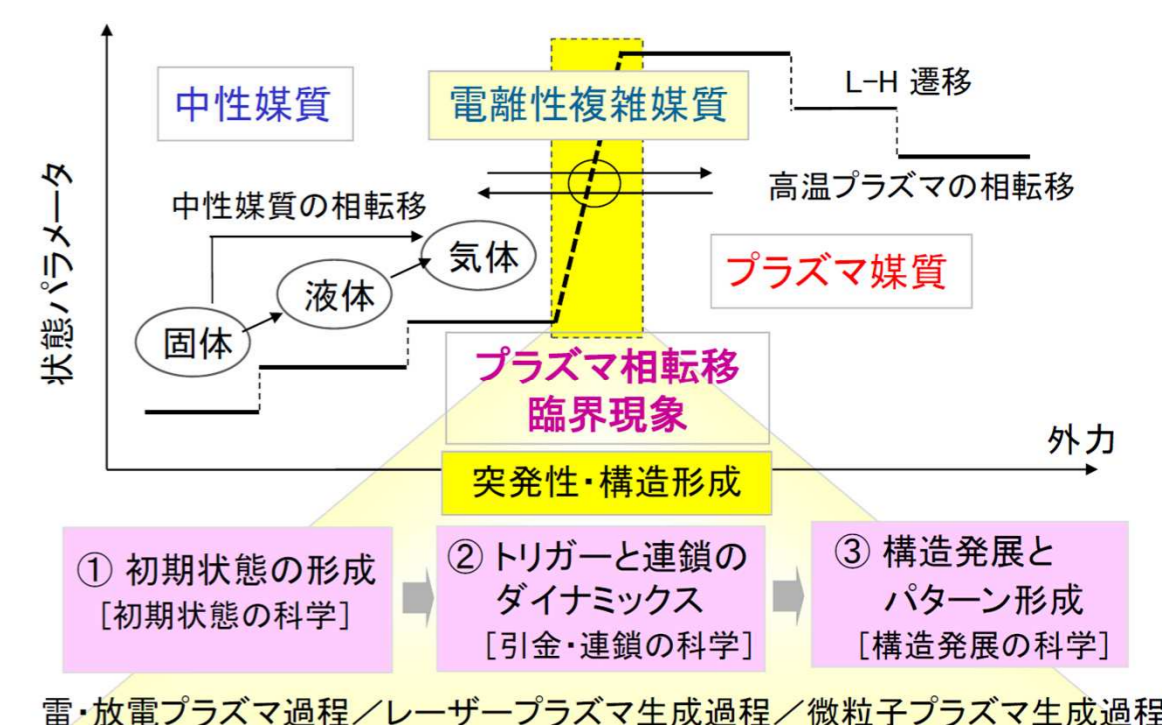 中性媒質
電離性複雑媒質
L-H 遷移
状態パラメータ
中性媒質の相転移
高温プラズマの相転移
固体
液体
気体
プラズマ媒質
プラズマ相転移
臨界現象
外力
突発性・構造形成
① 初期状態の形成
[初期状態の科学]
② トリガーと連鎖の
ダイナミックス
[引金・連鎖の科学]
③ 構造発展と
パターン形成
[構造発展の科学]
雷・放電プラズマ過程/レーザープラズマ生成過程/微粒子プラズマ生成過程